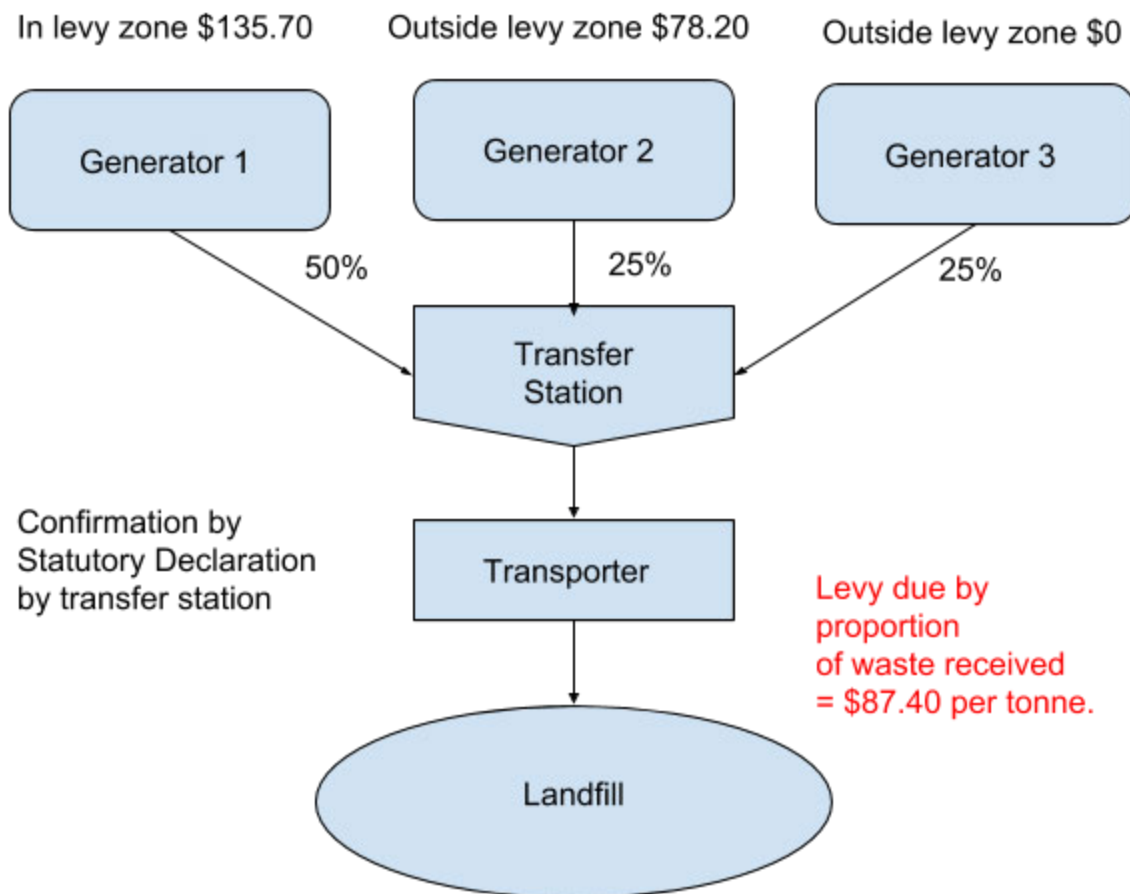 In levy zone $135.70
Outside levy zone $78.20
Outside levy zone $0
Generator 1
Generator 2
Generator 3
50%
25%
25%
Transfer
Station
Confirmation by
Statutory Declaration
by transfer station
Transporter
Levy due by
proportion
of waste received
= $87.40 per tonne.
Landfill